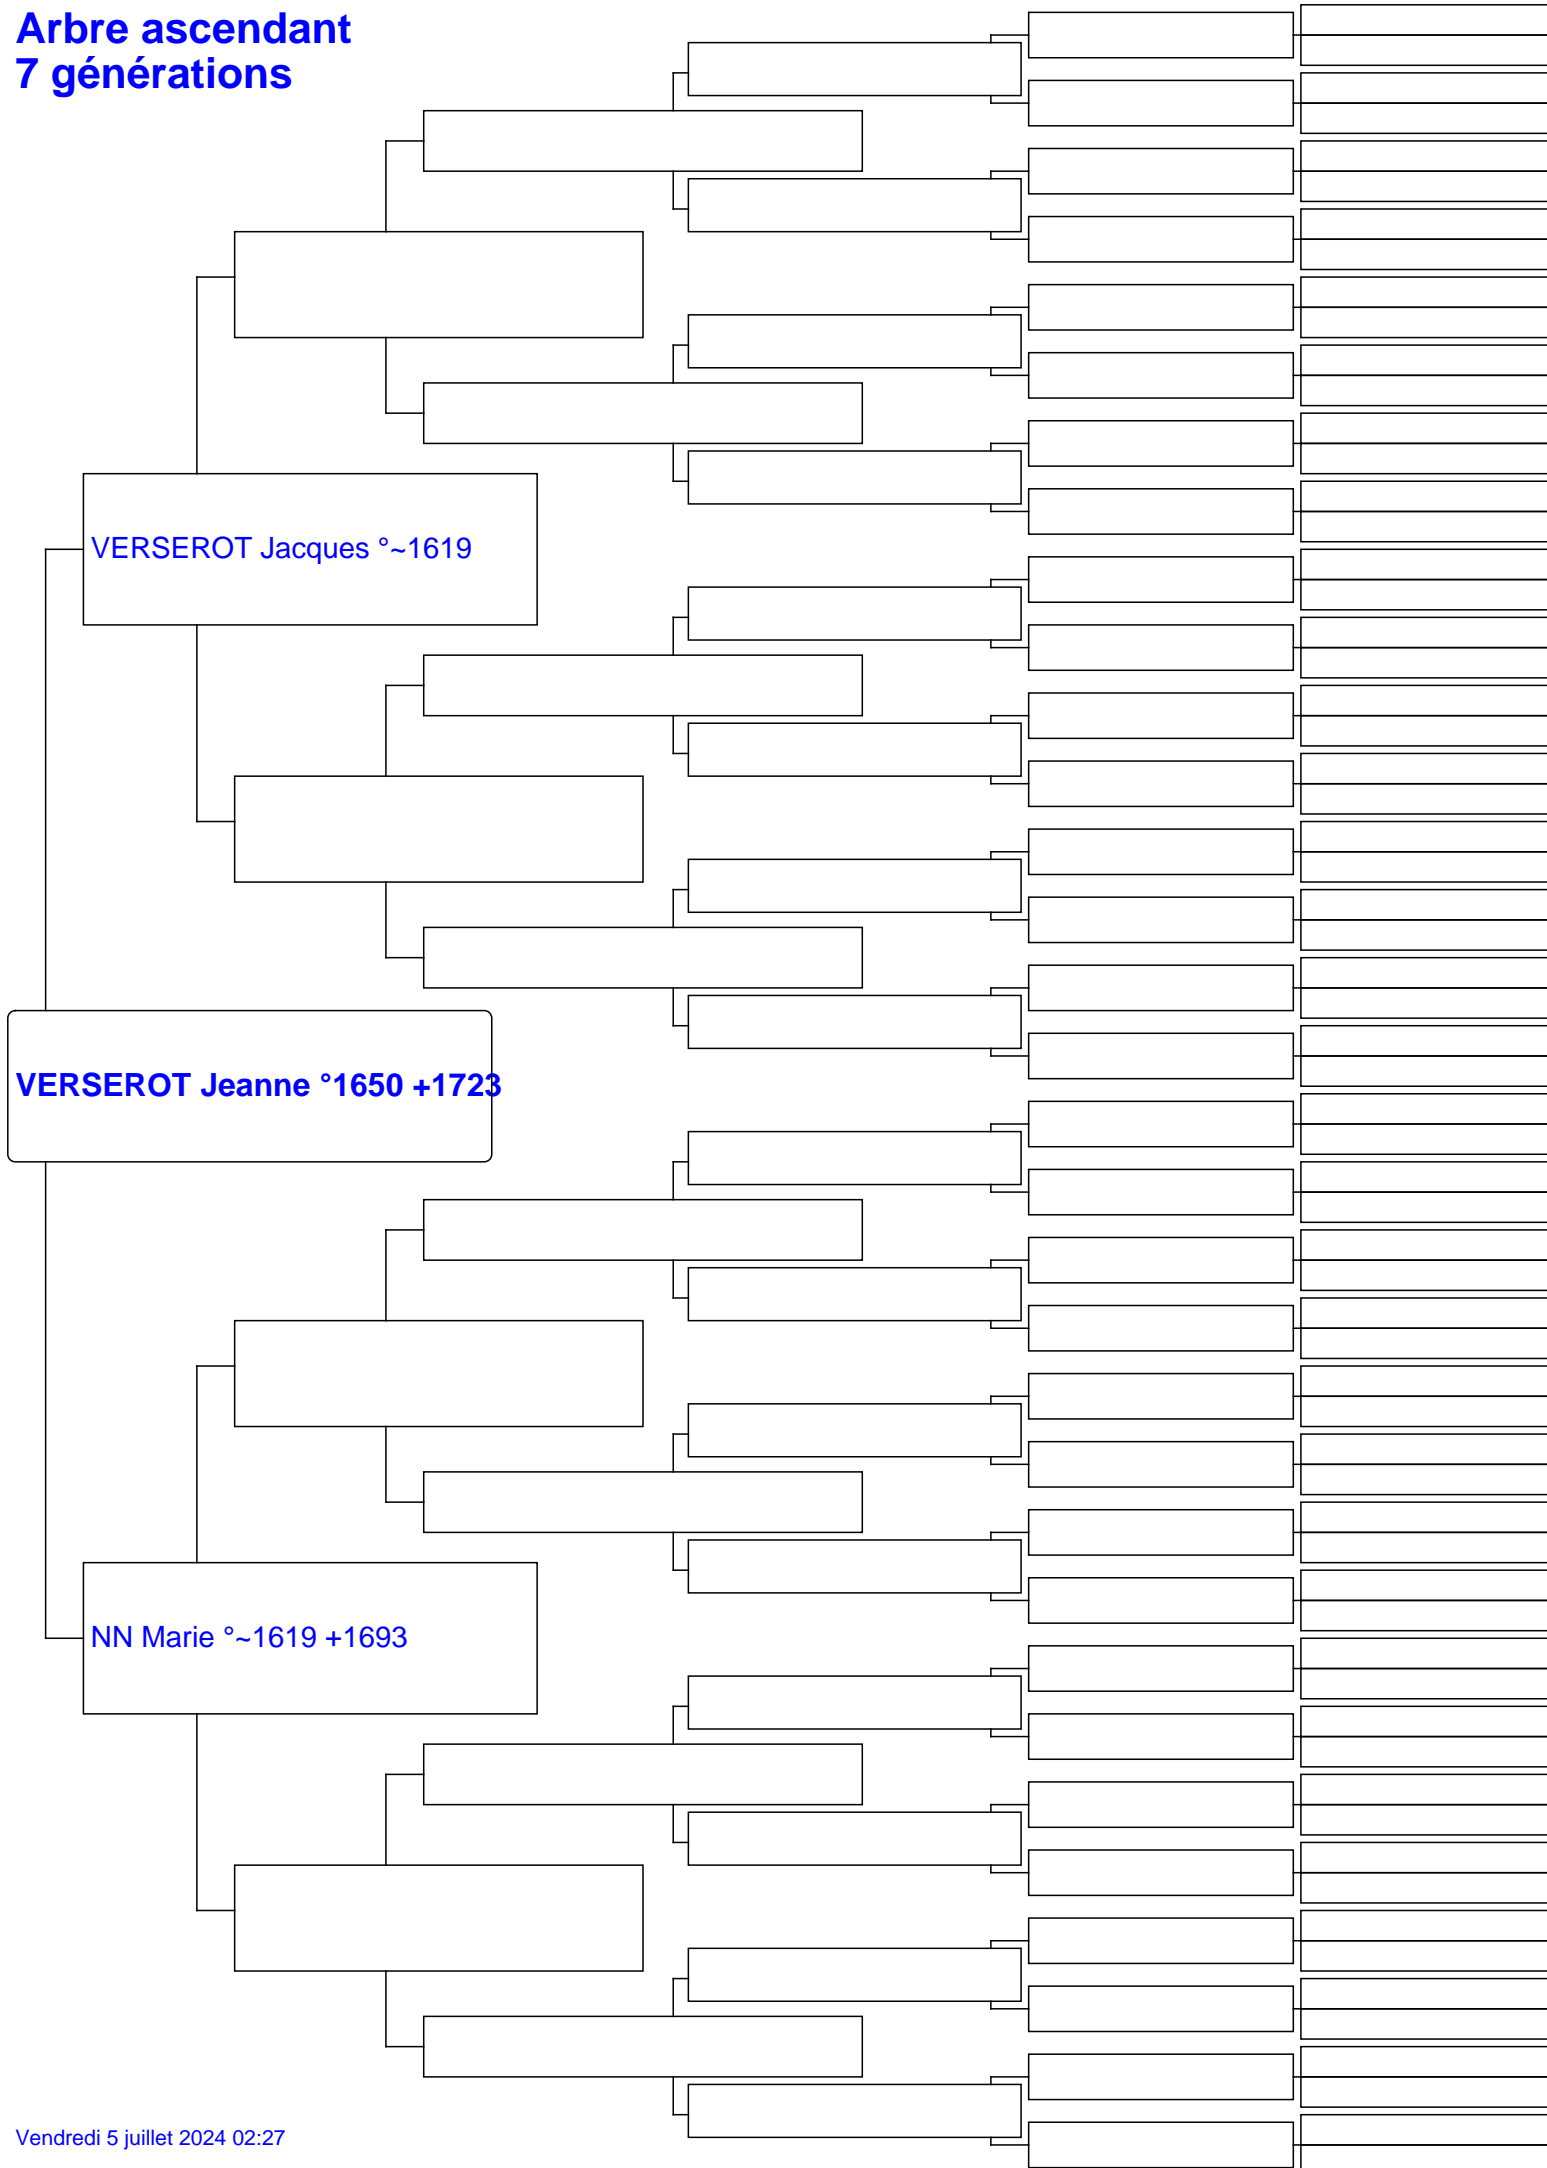 Arbre ascendant
7 générations
VERSEROT Jacques °~1619
VERSEROT Jeanne °1650 +1723
NN Marie °~1619 +1693
Vendredi 5 juillet 2024 02:27